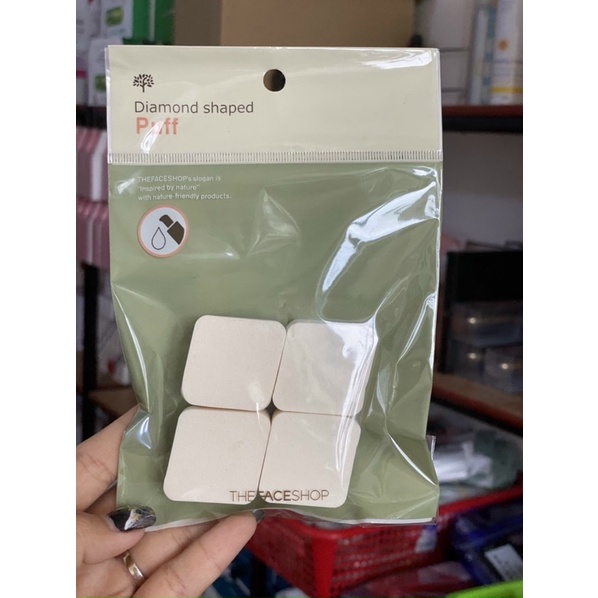 Diamond shaped
Puff
THEFACESHOP's slogan is
"inspired by nature"
with nature-friendly products.
THEFACESHOP